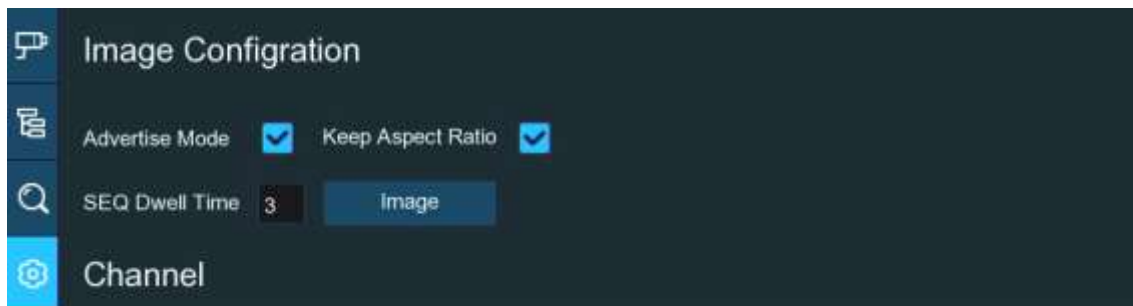 Image Configration
Advertise Mode Keep Aspect Ratio
SEQ Dwell Time 3 Image
Channel